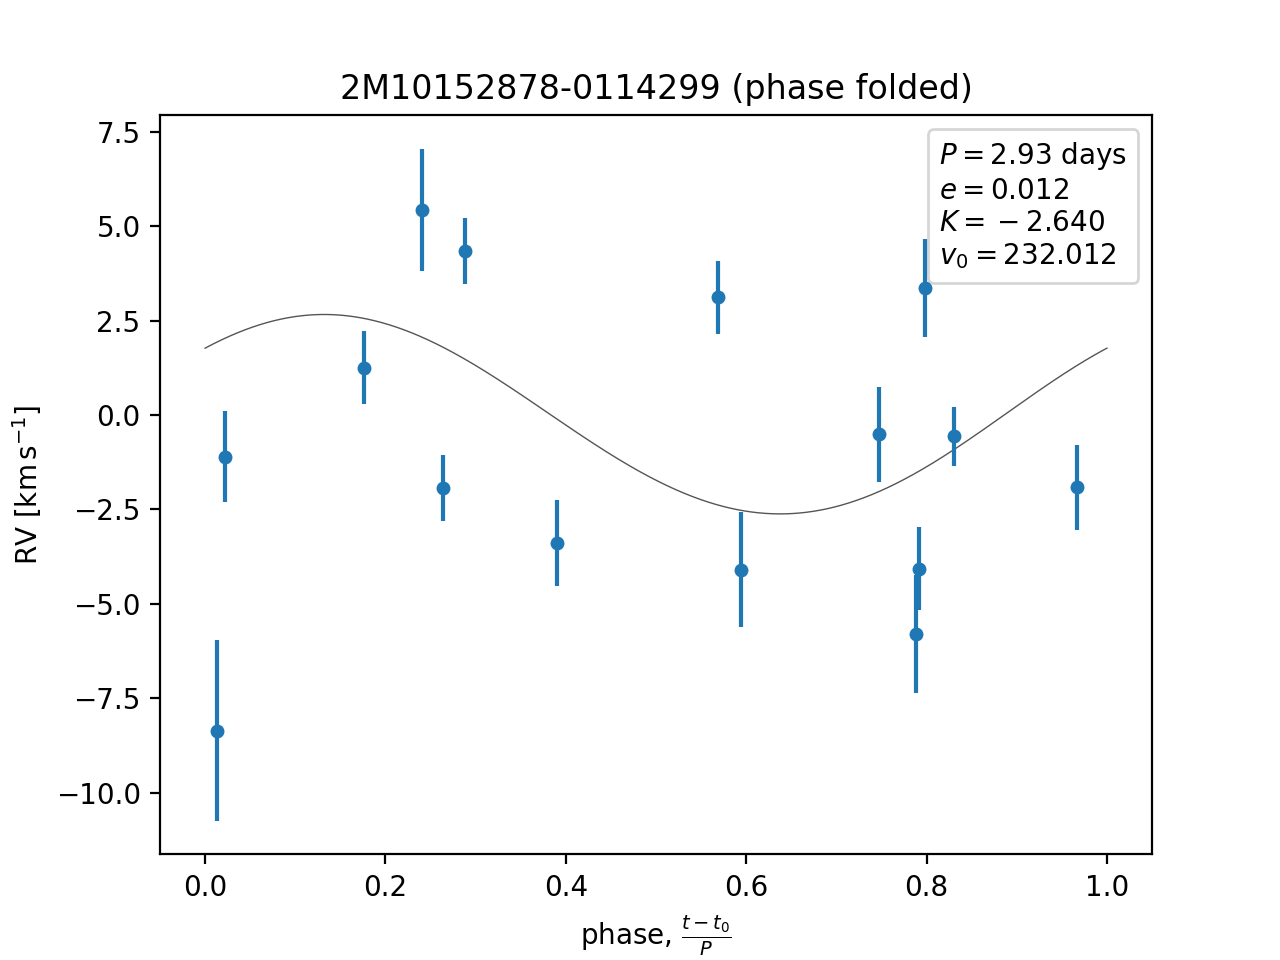 2M10152878-0114299 (phase folded)
P = 2.93 days
e = 0.012
K = −2.640
v₀ = 232.012
RV [km s⁻¹]
7.5
5.0
2.5
0.0
−2.5
−5.0
−7.5
−10.0
0.0 0.2 0.4 0.6 0.8 1.0
phase, (t − t₀)/P